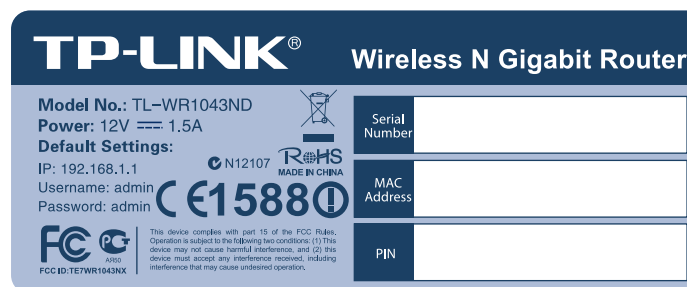 TP-LINK® Wireless N Gigabit Router
Model No.: TL-WR1043ND
Power: 12V 1.5A
Default Settings:
IP: 192.168.1.1
Username: admin
Password: admin
N12107
RoHS
MADE IN CHINA
CE1588
FC
PCT
AR60
FCC ID:TE7WR1043NX
This device complies with part 15 of the FCC Rules.
Operation is subject to the following two conditions: (1) This
device may not cause harmful interference, and (2) this
device must accept any interference received, including
interference that may cause undesired operation.
Serial
Number
MAC
Address
PIN